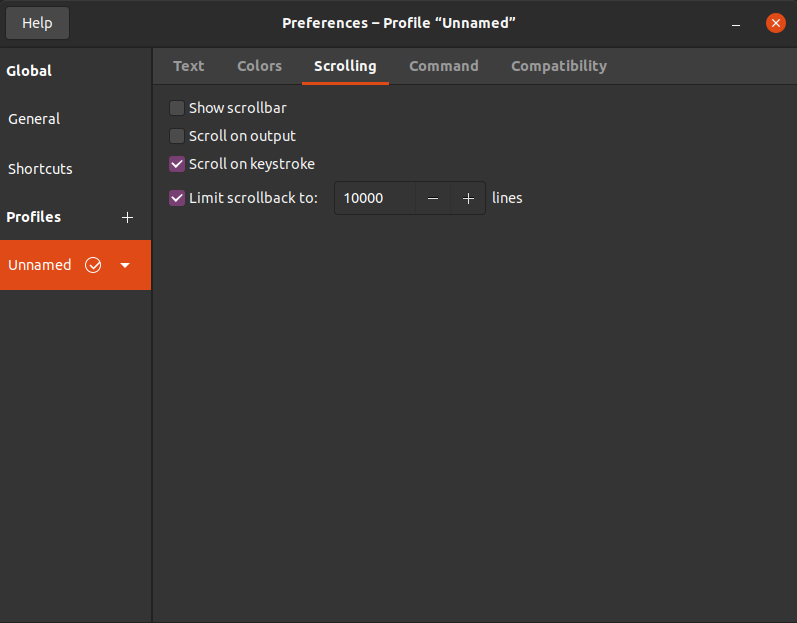 Help
Preferences – Profile “Unnamed”
Global
General
Shortcuts
Profiles
Unnamed
Text Colors Scrolling Command Compatibility
Show scrollbar
Scroll on output
Scroll on keystroke
Limit scrollback to: 10000 − + lines